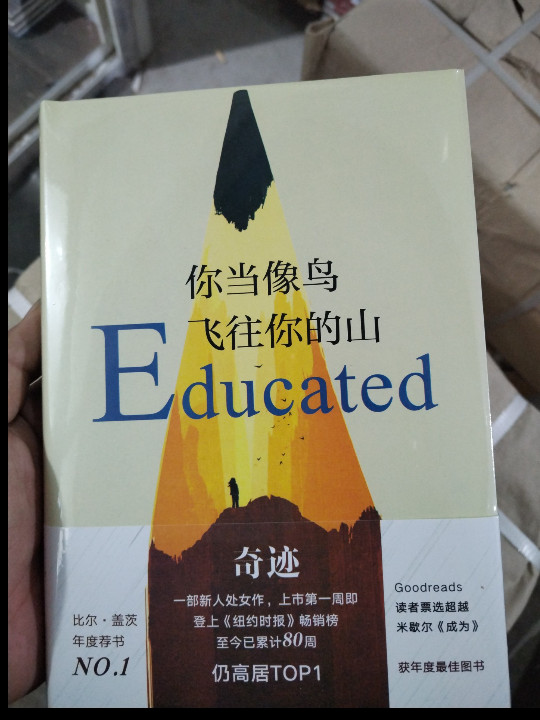 你当像鸟
飞往你的山
Educated
奇迹
一部新人处女作，上市第一周即
登上《纽约时报》畅销榜
至今已累计80周
仍高居TOP1
比尔·盖茨
年度荐书
NO.1
Goodreads
读者票选超越
米歇尔《成为》
获年度最佳图书